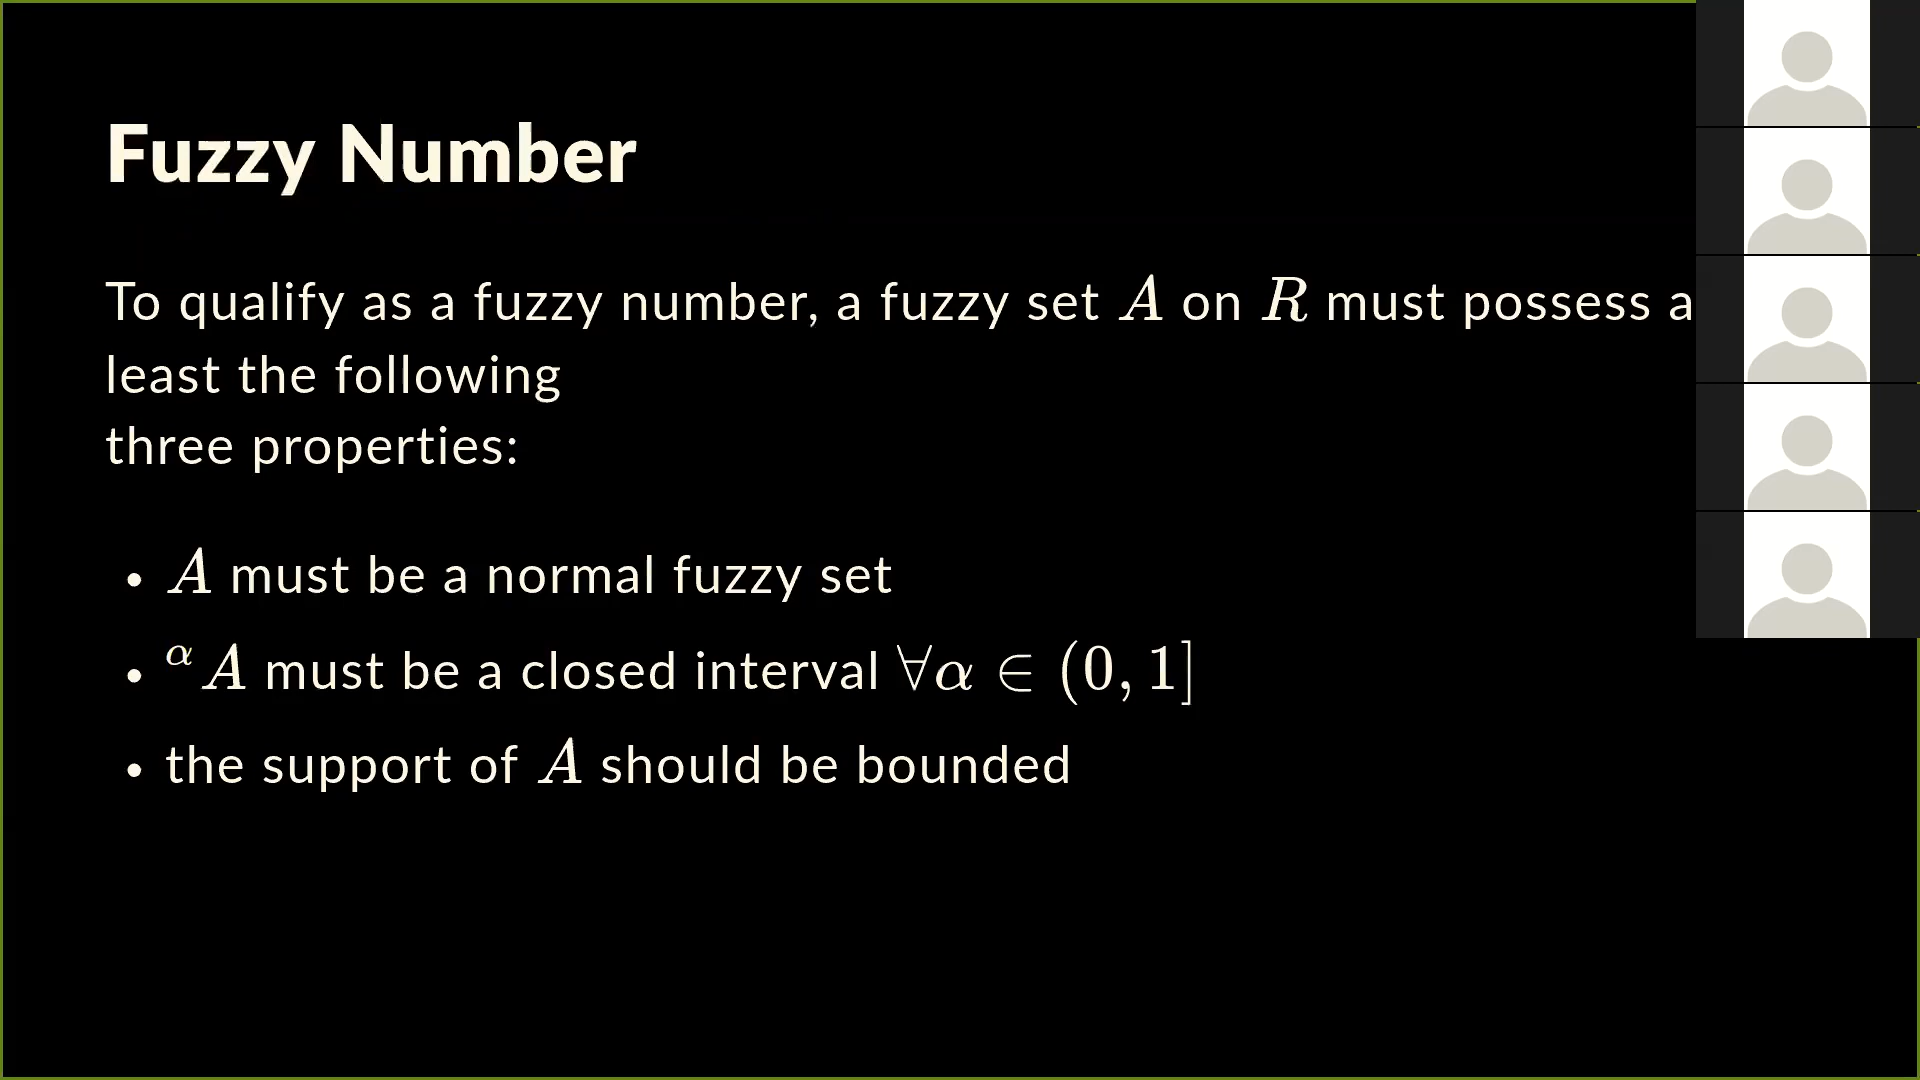 Fuzzy Number
To qualify as a fuzzy number, a fuzzy set A on R must possess a
least the following
three properties:
• A must be a normal fuzzy set
• ᵅA must be a closed interval ∀α ∈ (0, 1]
• the support of A should be bounded